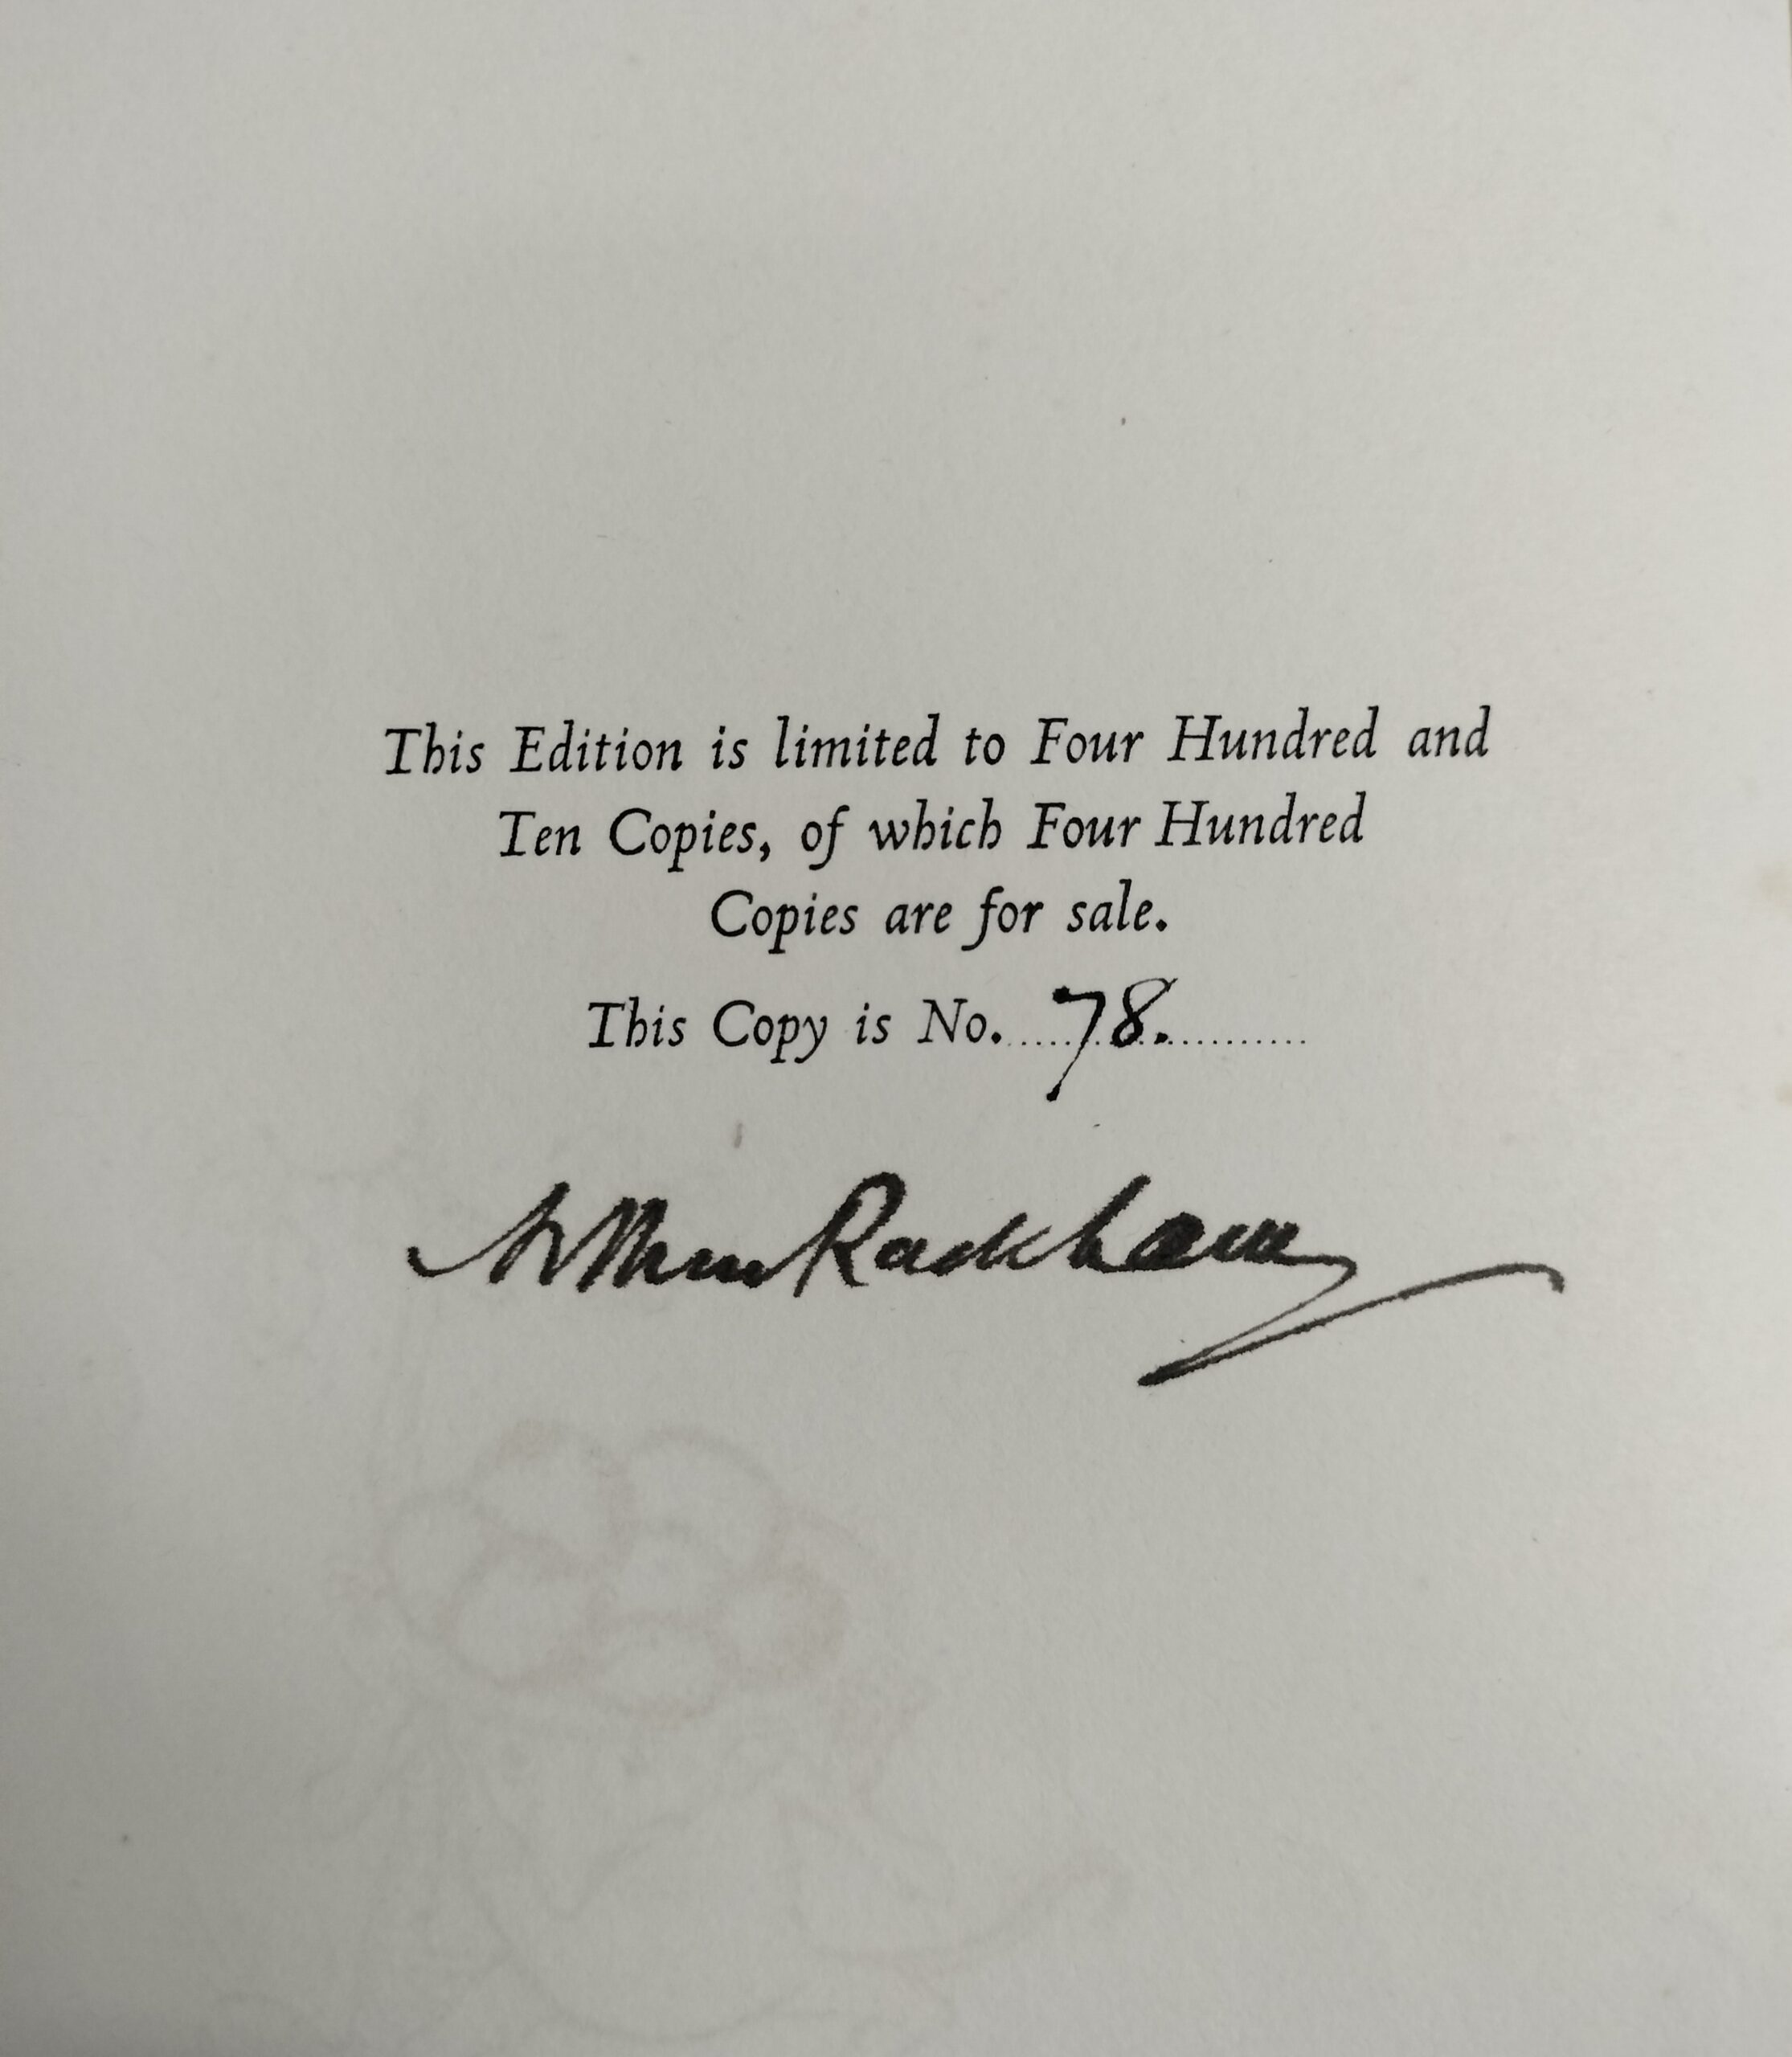 This Edition is limited to Four Hundred and
Ten Copies, of which Four Hundred
Copies are for sale.
This Copy is No. 78.
Arthur Rackham